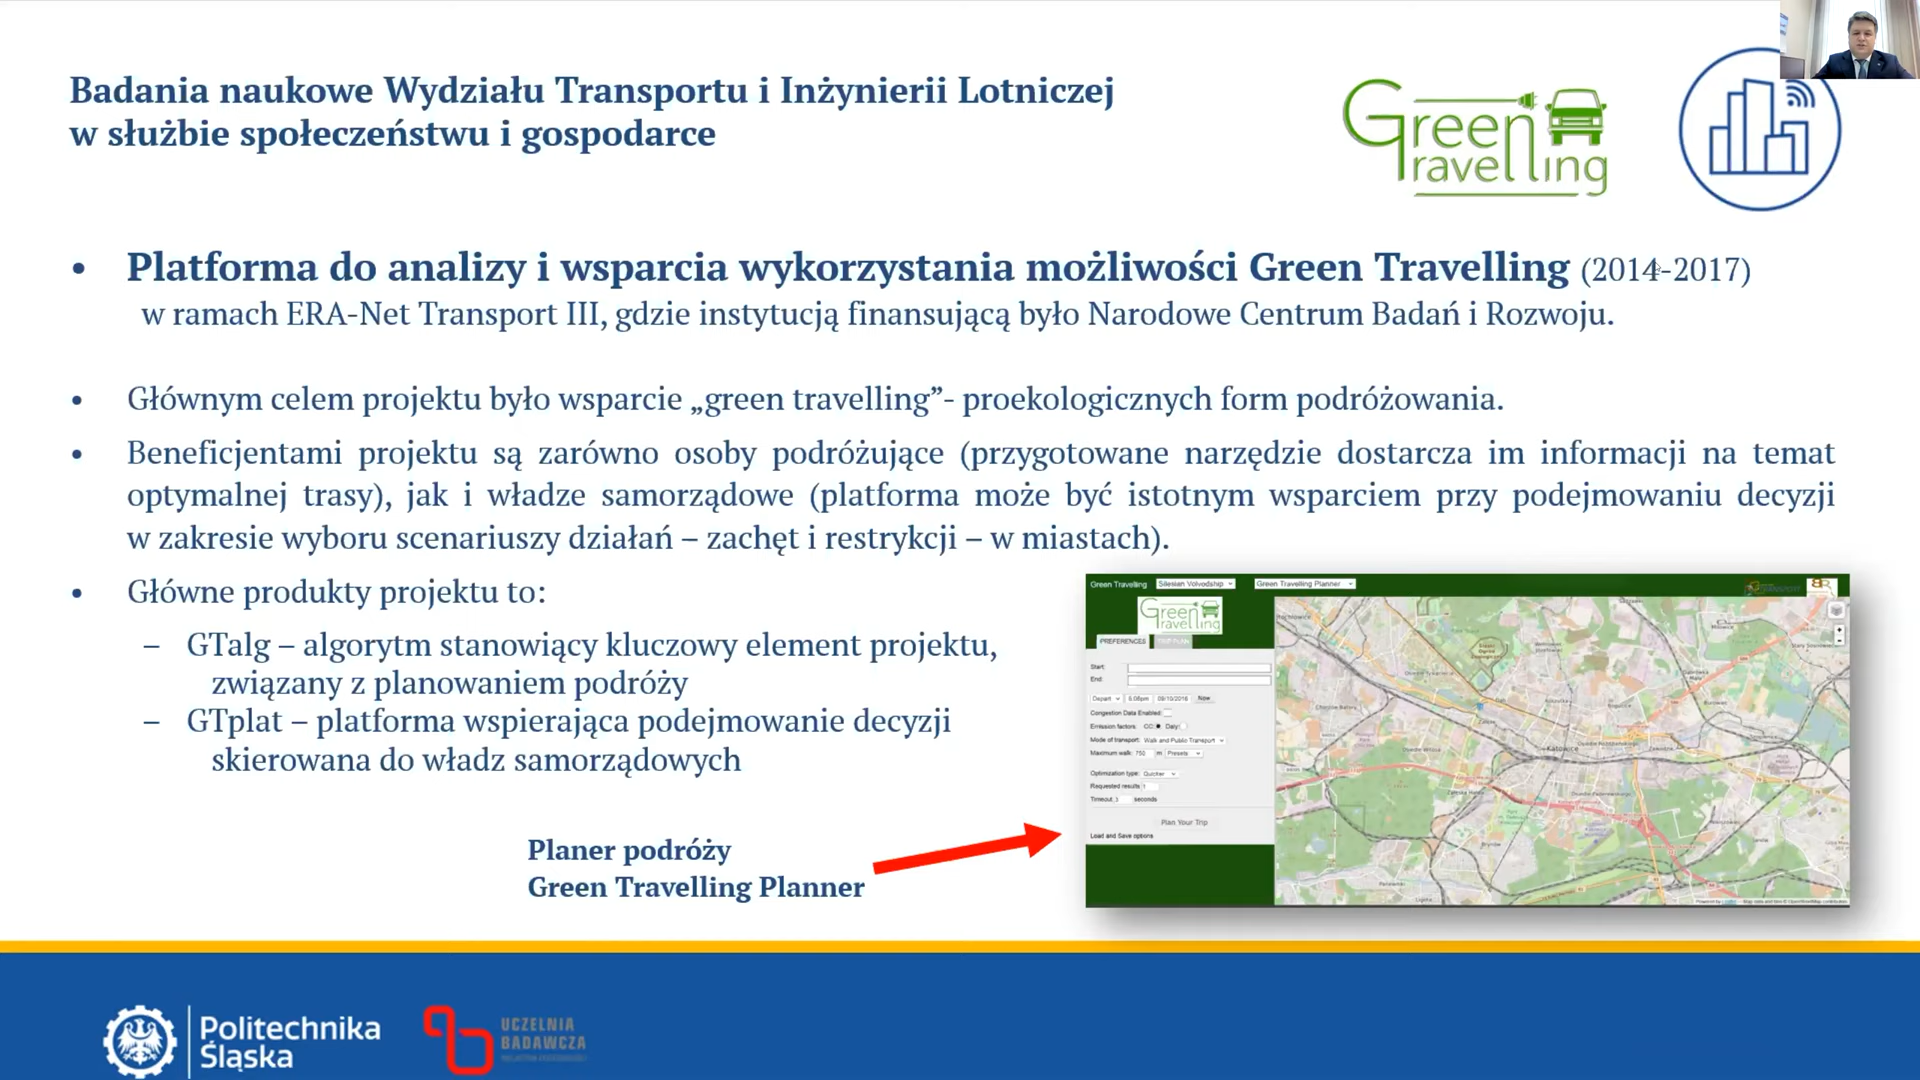 Badania naukowe Wydziału Transportu i Inżynierii Lotniczej
w służbie społeczeństwu i gospodarce
Green
Travelling
• Platforma do analizy i wsparcia wykorzystania możliwości Green Travelling (2014-2017)
w ramach ERA-Net Transport III, gdzie instytucją finansującą było Narodowe Centrum Badań i Rozwoju.
• Głównym celem projektu było wsparcie „green travelling”- proekologicznych form podróżowania.
• Beneficjentami projektu są zarówno osoby podróżujące (przygotowane narzędzie dostarcza im informacji na temat
optymalnej trasy), jak i władze samorządowe (platforma może być istotnym wsparciem przy podejmowaniu decyzji
w zakresie wyboru scenariuszy działań – zachęt i restrykcji – w miastach).
• Główne produkty projektu to:
– GTalg – algorytm stanowiący kluczowy element projektu,
związany z planowaniem podróży
– GTplat – platforma wspierająca podejmowanie decyzji
skierowana do władz samorządowych
Planer podróży
Green Travelling Planner
Green Travelling Silesian Voivodship Green Travelling Planner
Green
Travelling
PREFERENCES TRIP PLAN
Start:
End:
Depart 5:08pm 09/10/2016 Now
Congestion Data Enabled:
Emission factors:
Mode of transport: Walk and Public Transport
Maximum walk: 750 m Presets
Optimization type: Quicker
Requested results 1
Timeout 3 seconds
Plan Your Trip
Load and Save options
Katowice
Politechnika
Śląska
UCZELNIA
BADAWCZA